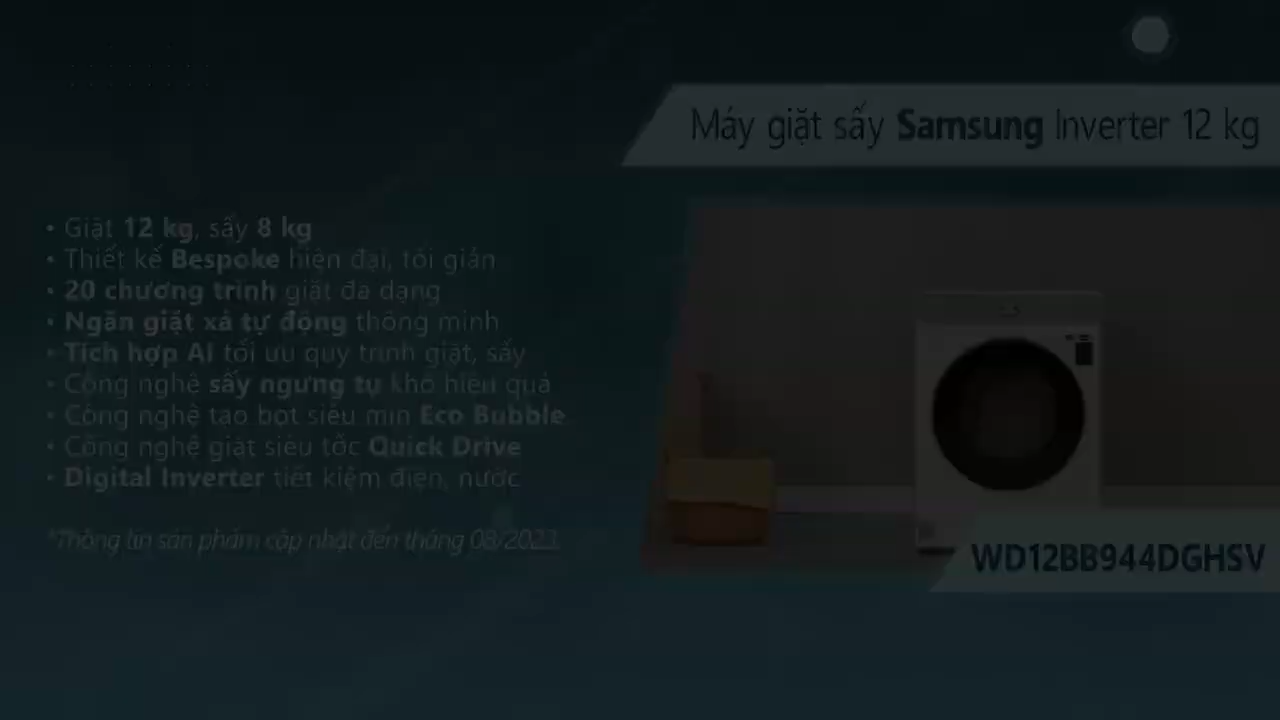 Máy giặt sấy Samsung Inverter 12 kg
• Giặt 12 kg, sấy 8 kg
• Thiết kế Bespoke hiện đại, tối giản
• 20 chương trình giặt đa dạng
• Ngăn giặt xả tự động thông minh
• Tích hợp AI tối ưu quy trình giặt, sấy
• Công nghệ sấy ngưng tụ khô hiệu quả
• Công nghệ tạo bọt siêu mịn Eco Bubble
• Công nghệ giặt siêu tốc Quick Drive
• Digital Inverter tiết kiệm điện, nước
*Thông tin sản phẩm cập nhật đến tháng 08/2023
WD12BB944DGHSV